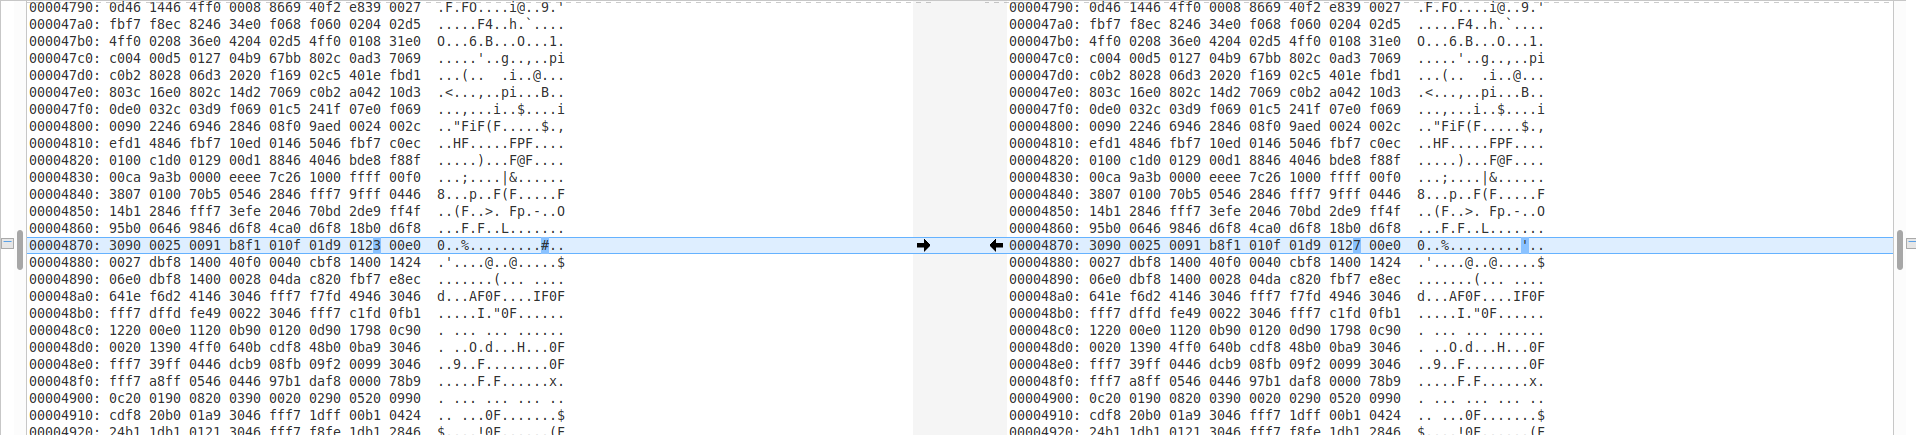 00004790: 0d46 1446 4ff0 0008 8669 40f2 e839 0027  .F.FO....i@..9.'
000047a0: fbf7 f8ec 8246 34e0 f068 f060 0204 02d5  .....F4..h.`....
000047b0: 4ff0 0208 36e0 4204 02d5 4ff0 0108 31e0  O...6.B...O...1.
000047c0: c004 00d5 0127 04b9 67bb 802c 0ad3 7069  .....'..g..,..pi
000047d0: c0b2 8028 06d3 2020 f169 02c5 401e fbd1  ...(..  .i..@...
000047e0: 803c 16e0 802c 14d2 7069 c0b2 a042 10d3  .<...,..pi...B..
000047f0: 0de0 032c 03d9 f069 01c5 241f 07e0 f069  ...,...i..$....i
00004800: 0090 2246 6946 2846 08f0 9aed 0024 002c  .."FiF(F.....$.,
00004810: efd1 4846 fbf7 10ed 0146 5046 fbf7 c0ec  ..HF.....FPF....
00004820: 0100 c1d0 0129 00d1 8846 4046 bde8 f88f  .....)...F@F....
00004830: 00ca 9a3b 0000 eeee 7c26 1000 ffff 00f0  ...;....|&......
00004840: 3807 0100 70b5 0546 2846 fff7 9fff 0446  8...p..F(F.....F
00004850: 14b1 2846 fff7 3efe 2046 70bd 2de9 ff4f  ..(F..>. Fp.-..O
00004860: 95b0 0646 9846 d6f8 4ca0 d6f8 18b0 d6f8  ...F.F..L.......
00004870: 3090 0025 0091 b8f1 010f 01d9 0123 00e0  0..%.........#..
00004880: 0027 dbf8 1400 40f0 0040 cbf8 1400 1424  .'....@..@.....$
00004890: 06e0 dbf8 1400 0028 04da c820 fbf7 e8ec  .......(... ....
000048a0: 641e f6d2 4146 3046 fff7 f7fd 4946 3046  d...AF0F....IF0F
000048b0: fff7 dffd fe49 0022 3046 fff7 c1fd 0fb1  .....I."0F......
000048c0: 1220 00e0 1120 0b90 0120 0d90 1798 0c90  . ... ... ......
000048d0: 0020 1390 4ff0 640b cdf8 48b0 0ba9 3046  . ..O.d...H...0F
000048e0: fff7 39ff 0446 dcb9 08fb 09f2 0099 3046  ..9..F........0F
000048f0: fff7 a8ff 0546 0446 97b1 daf8 0000 78b9  .....F.F......x.
00004900: 0c20 0190 0820 0390 0020 0290 0520 0990  . ... ... ... ..
00004910: cdf8 20b0 01a9 3046 fff7 1dff 00b1 0424  .. ...0F.......$
00004920: 24b1 1db1 0121 3046 fff7 f8fe 1db1 2846  $....!0F......(F
00004790: 0d46 1446 4ff0 0008 8669 40f2 e839 0027  .F.FO....i@..9.'
000047a0: fbf7 f8ec 8246 34e0 f068 f060 0204 02d5  .....F4..h.`....
000047b0: 4ff0 0208 36e0 4204 02d5 4ff0 0108 31e0  O...6.B...O...1.
000047c0: c004 00d5 0127 04b9 67bb 802c 0ad3 7069  .....'..g..,..pi
000047d0: c0b2 8028 06d3 2020 f169 02c5 401e fbd1  ...(..  .i..@...
000047e0: 803c 16e0 802c 14d2 7069 c0b2 a042 10d3  .<...,..pi...B..
000047f0: 0de0 032c 03d9 f069 01c5 241f 07e0 f069  ...,...i..$....i
00004800: 0090 2246 6946 2846 08f0 9aed 0024 002c  .."FiF(F.....$.,
00004810: efd1 4846 fbf7 10ed 0146 5046 fbf7 c0ec  ..HF.....FPF....
00004820: 0100 c1d0 0129 00d1 8846 4046 bde8 f88f  .....)...F@F....
00004830: 00ca 9a3b 0000 eeee 7c26 1000 ffff 00f0  ...;....|&......
00004840: 3807 0100 70b5 0546 2846 fff7 9fff 0446  8...p..F(F.....F
00004850: 14b1 2846 fff7 3efe 2046 70bd 2de9 ff4f  ..(F..>. Fp.-..O
00004860: 95b0 0646 9846 d6f8 4ca0 d6f8 18b0 d6f8  ...F.F..L.......
00004870: 3090 0025 0091 b8f1 010f 01d9 0127 00e0  0..%.........'..
00004880: 0027 dbf8 1400 40f0 0040 cbf8 1400 1424  .'....@..@.....$
00004890: 06e0 dbf8 1400 0028 04da c820 fbf7 e8ec  .......(... ....
000048a0: 641e f6d2 4146 3046 fff7 f7fd 4946 3046  d...AF0F....IF0F
000048b0: fff7 dffd fe49 0022 3046 fff7 c1fd 0fb1  .....I."0F......
000048c0: 1220 00e0 1120 0b90 0120 0d90 1798 0c90  . ... ... ......
000048d0: 0020 1390 4ff0 640b cdf8 48b0 0ba9 3046  . ..O.d...H...0F
000048e0: fff7 39ff 0446 dcb9 08fb 09f2 0099 3046  ..9..F........0F
000048f0: fff7 a8ff 0546 0446 97b1 daf8 0000 78b9  .....F.F......x.
00004900: 0c20 0190 0820 0390 0020 0290 0520 0990  . ... ... ... ..
00004910: cdf8 20b0 01a9 3046 fff7 1dff 00b1 0424  .. ...0F.......$
00004920: 24b1 1db1 0121 3046 fff7 f8fe 1db1 2846  $....!0F......(F